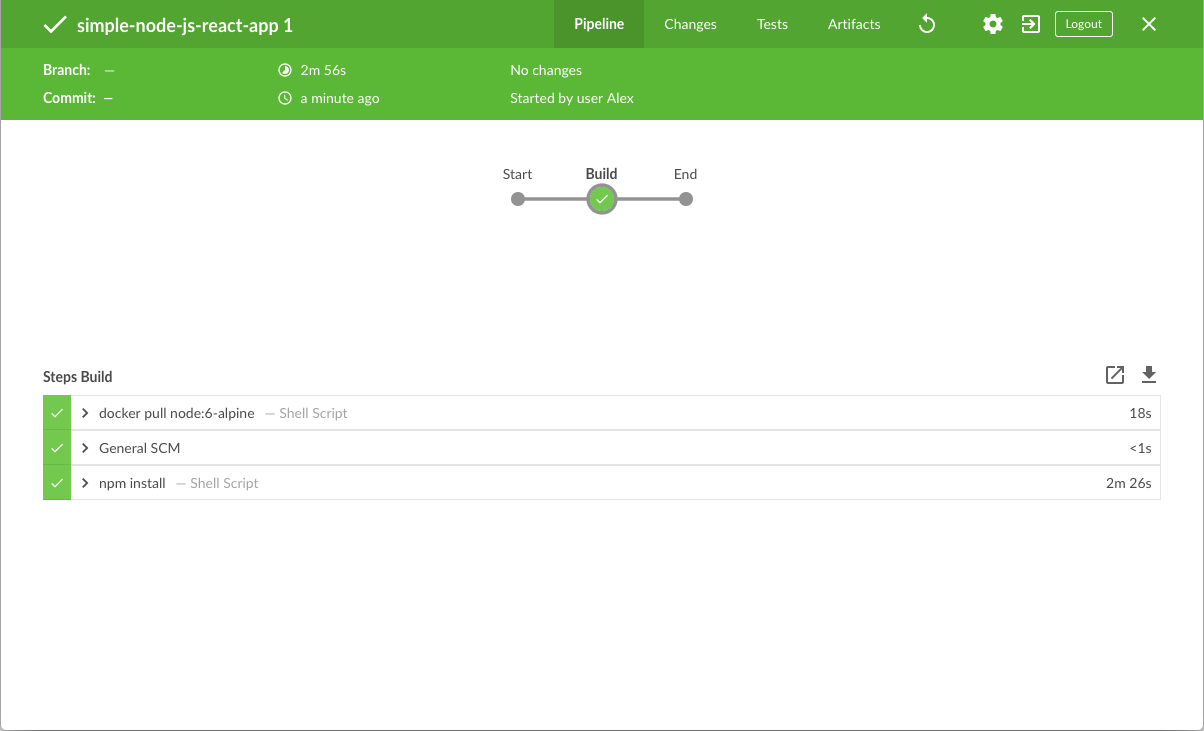 simple-node-js-react-app 1 Pipeline Changes Tests Artifacts Logout
Branch: — 2m 56s No changes
Commit: — a minute ago Started by user Alex
Start Build End
Steps Build
docker pull node:6-alpine — Shell Script 18s
General SCM <1s
npm install — Shell Script 2m 26s